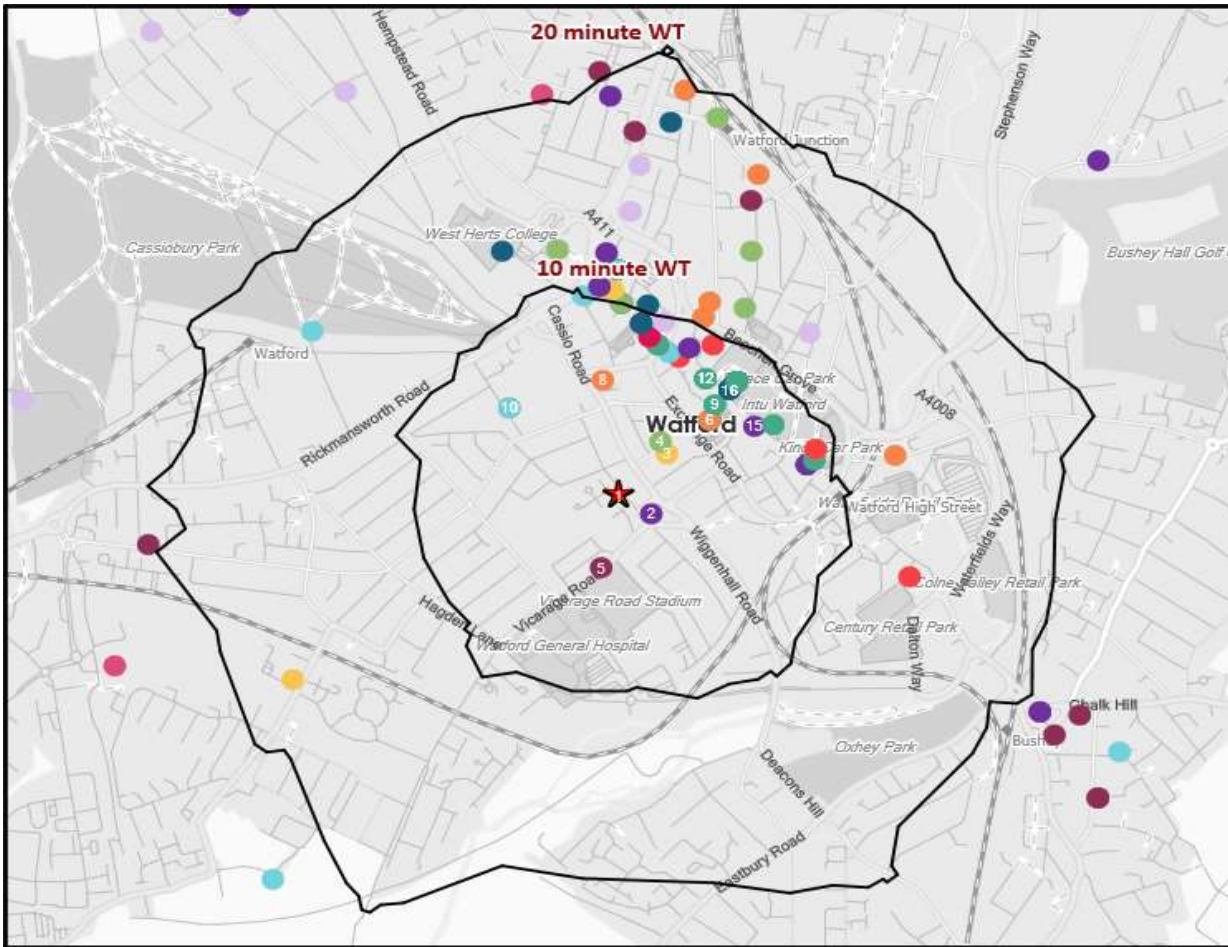 20 minute WT
Hempstead Road
Stephenson Way
Watford Junction
A411
West Herts College
Cassiobury Park
Bushey Hall Golf
10 minute WT
Cassio Road
Watford
Beechen Grove
8
12
Car Park
16
10
9
Intu Watford
A4008
Rickmansworth Road
Exchange Road
6
Watford
15
4
3
Car Park
1
2
Watford High Street
Waterfields Way
Wiggenhall Road
5
Vicarage Road
Vicarage Road Stadium
Colne Valley Retail Park
Hagden Lane
Watford General Hospital
Century Retail Park
Dalton Way
Chalk Hill
Oxhey Park
Deacons Hill
Eastbury Road